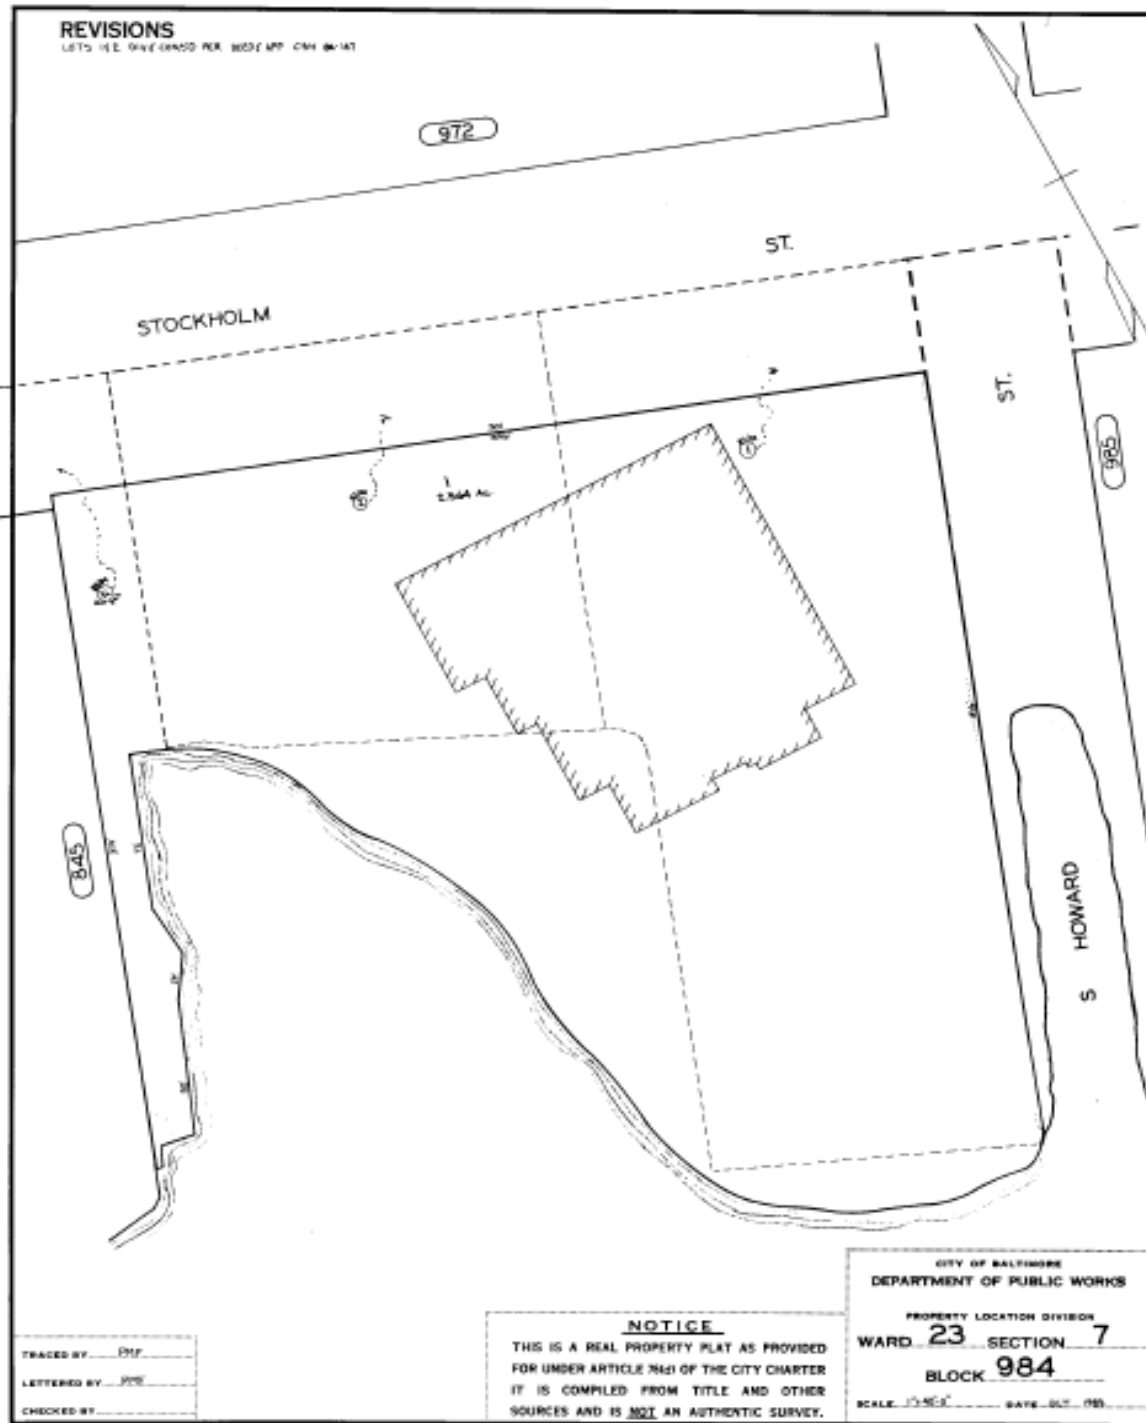 REVISIONS
972
ST.
STOCKHOLM
ST.
985
1
845
HOWARD
S
CITY OF BALTIMORE
DEPARTMENT OF PUBLIC WORKS
PROPERTY LOCATION DIVISION
WARD 23 SECTION 7
BLOCK 984
SCALE DATE
NOTICE
THIS IS A REAL PROPERTY PLAT AS PROVIDED
FOR UNDER ARTICLE OF THE CITY CHARTER
IT IS COMPILED FROM TITLE AND OTHER
SOURCES AND IS NOT AN AUTHENTIC SURVEY.
TRACED BY
LETTERED BY
CHECKED BY